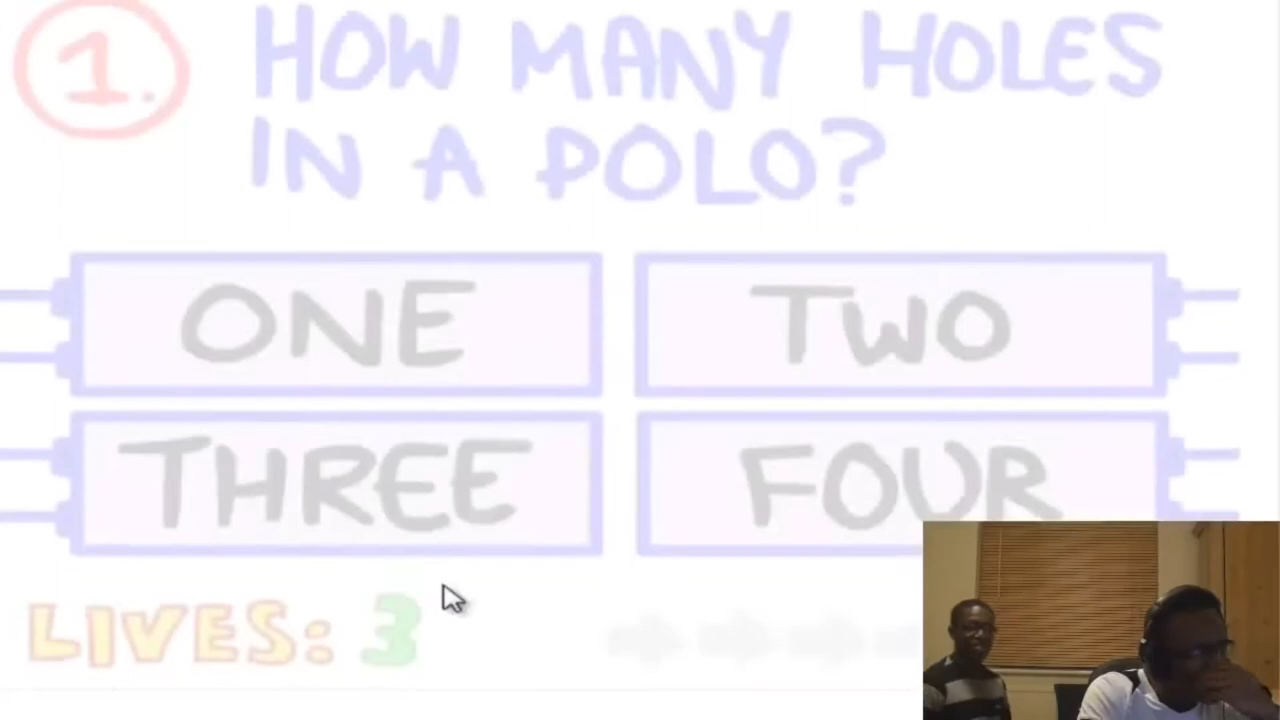 1.
HOW MANY HOLES
IN A POLO?
ONE
TWO
THREE
FOUR
LIVES: 3